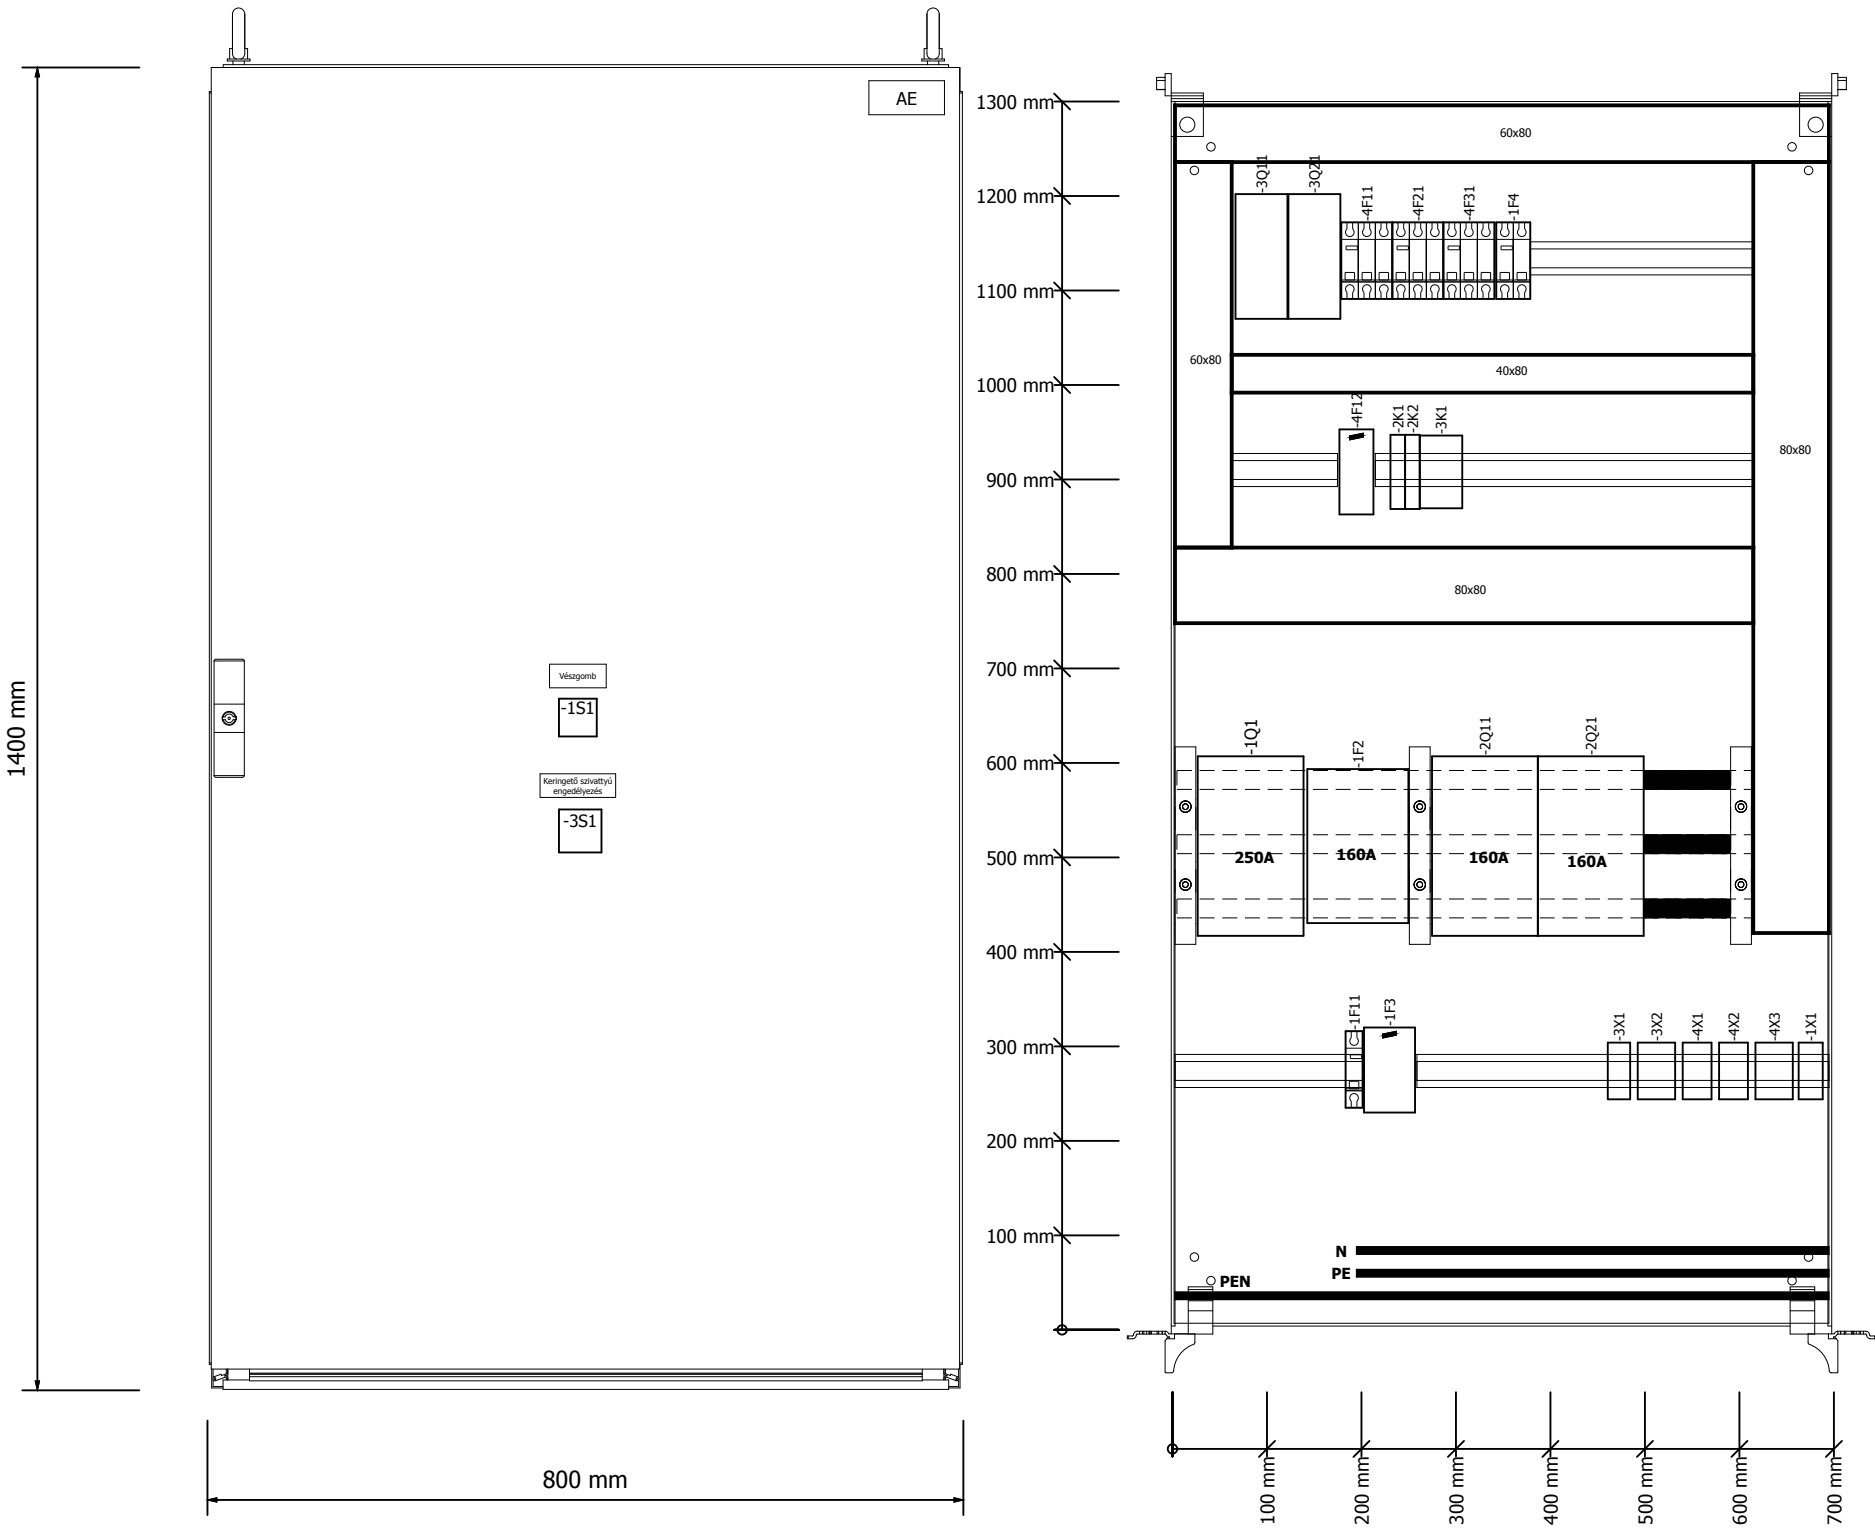 AE
1400 mm
Vészgomb
-1S1
Keringető szivattyú
engedélyezés
-3S1
800 mm
1300 mm
1200 mm
1100 mm
1000 mm
900 mm
800 mm
700 mm
600 mm
500 mm
400 mm
300 mm
200 mm
100 mm
60x80
-3Q11
-3Q21
-4F11
-4F21
-4F31
-1F4
60x80
40x80
80x80
-4F12
-2K1
-2K2
-3K1
80x80
-1Q1
-1F2
-2Q11
-2Q21
250A
160A
160A
160A
-1F11
-1F3
-3X1
-3X2
-4X1
-4X2
-4X3
-1X1
N
PE
PEN
100 mm
200 mm
300 mm
400 mm
500 mm
600 mm
700 mm